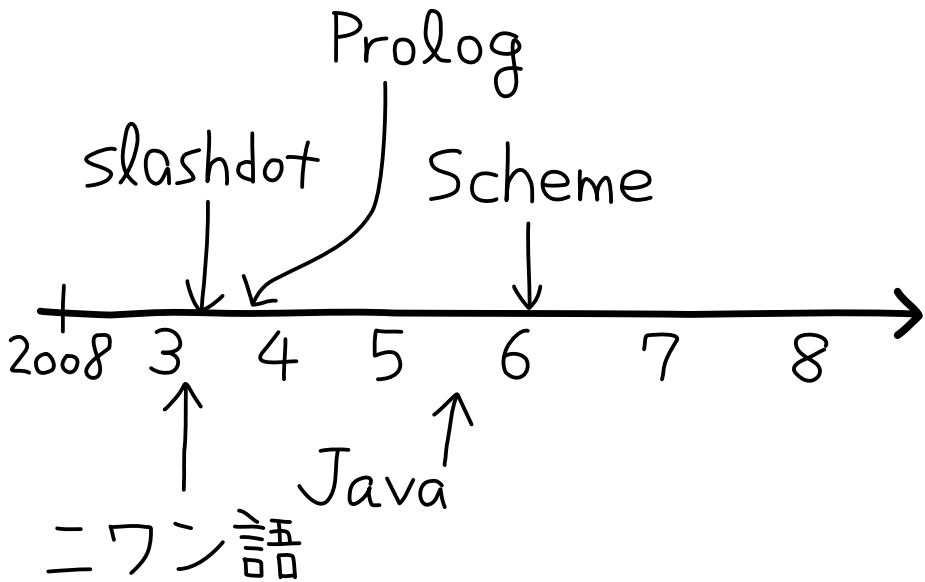 Prolog
slashdot
Scheme
2008 3 4 5 6 7 8
Java
ニワン語